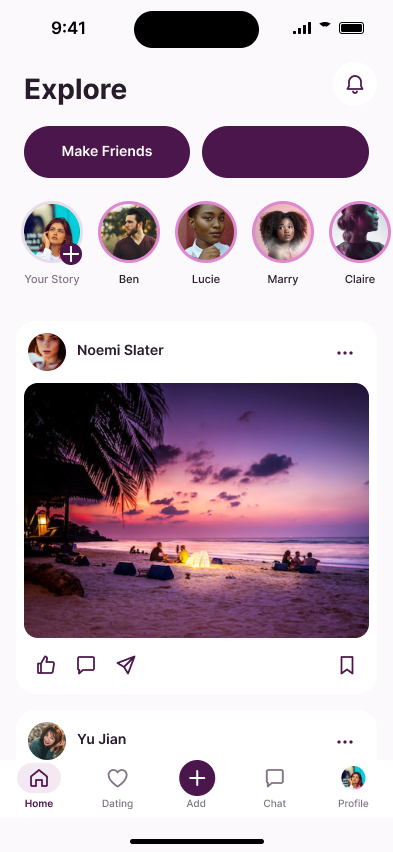 9:41
Explore
Make Friends
Your Story
Ben
Lucie
Marry
Claire
Noemi Slater
Yu Jian
Home
Dating
Add
Chat
Profile